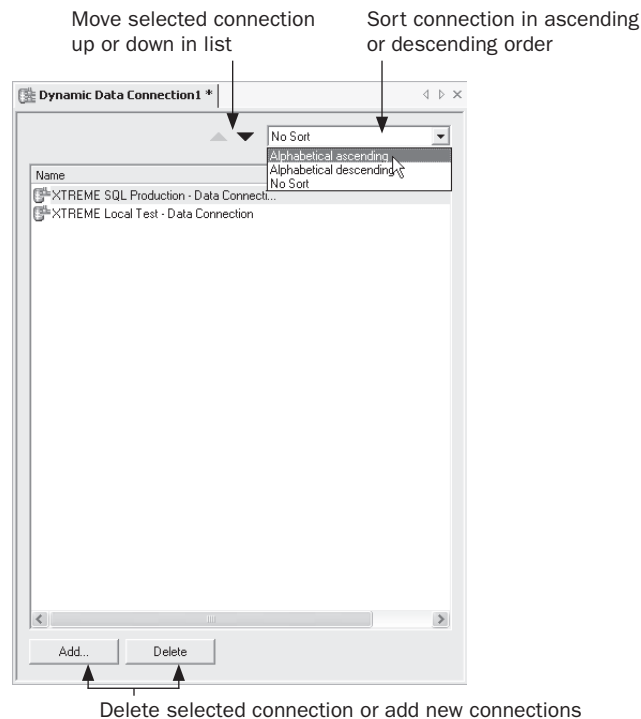 Move selected connection
up or down in list
Sort connection in ascending
or descending order
Dynamic Data Connection1 *
No Sort
Alphabetical ascending
Alphabetical descending
No Sort
Name
XTREME SQL Production - Data Connecti...
XTREME Local Test - Data Connection
Add...
Delete
Delete selected connection or add new connections